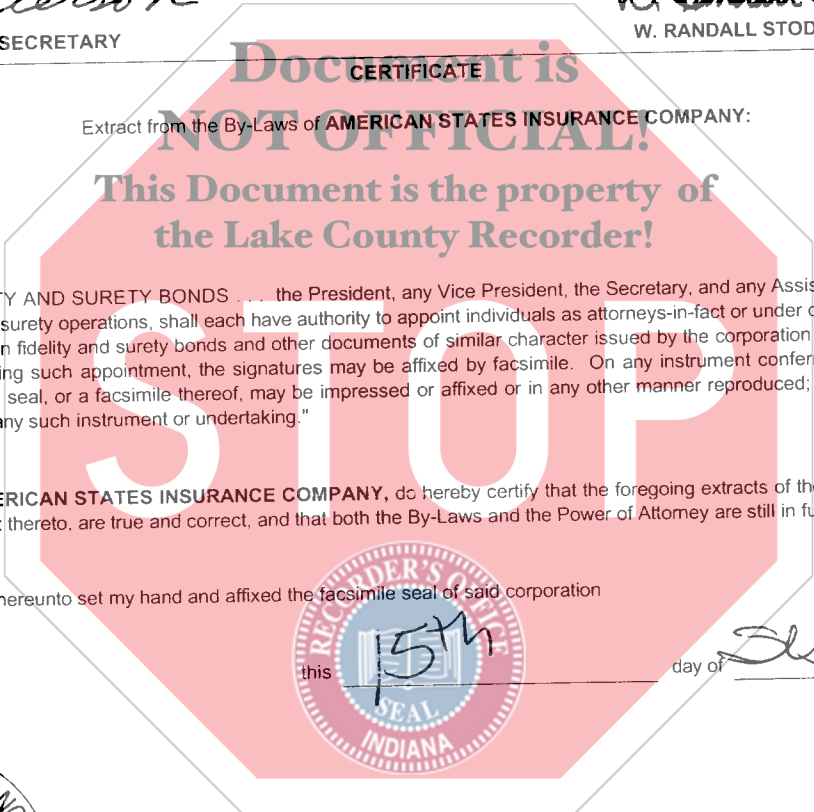 SECRETARY
W. RANDALL STOD
Document is
CERTIFICATE
NOT OFFICIAL!
Extract from the By-Laws of AMERICAN STATES INSURANCE COMPANY:
This Document is the property of
the Lake County Recorder!
TY AND SURETY BONDS . . . the President, any Vice President, the Secretary, and any Assis
surety operations, shall each have authority to appoint individuals as attorneys-in-fact or under o
n fidelity and surety bonds and other documents of similar character issued by the corporation
ing such appointment, the signatures may be affixed by facsimile. On any instrument confer
seal, or a facsimile thereof, may be impressed or affixed or in any other manner reproduced;
any such instrument or undertaking."
STOP
ERICAN STATES INSURANCE COMPANY, do hereby certify that the foregoing extracts of the
t thereto, are true and correct, and that both the By-Laws and the Power of Attorney are still in fu
hereunto set my hand and affixed the facsimile seal of said corporation
RECORDER'S OFFICE
this 15th day of
SEAL
INDIANA